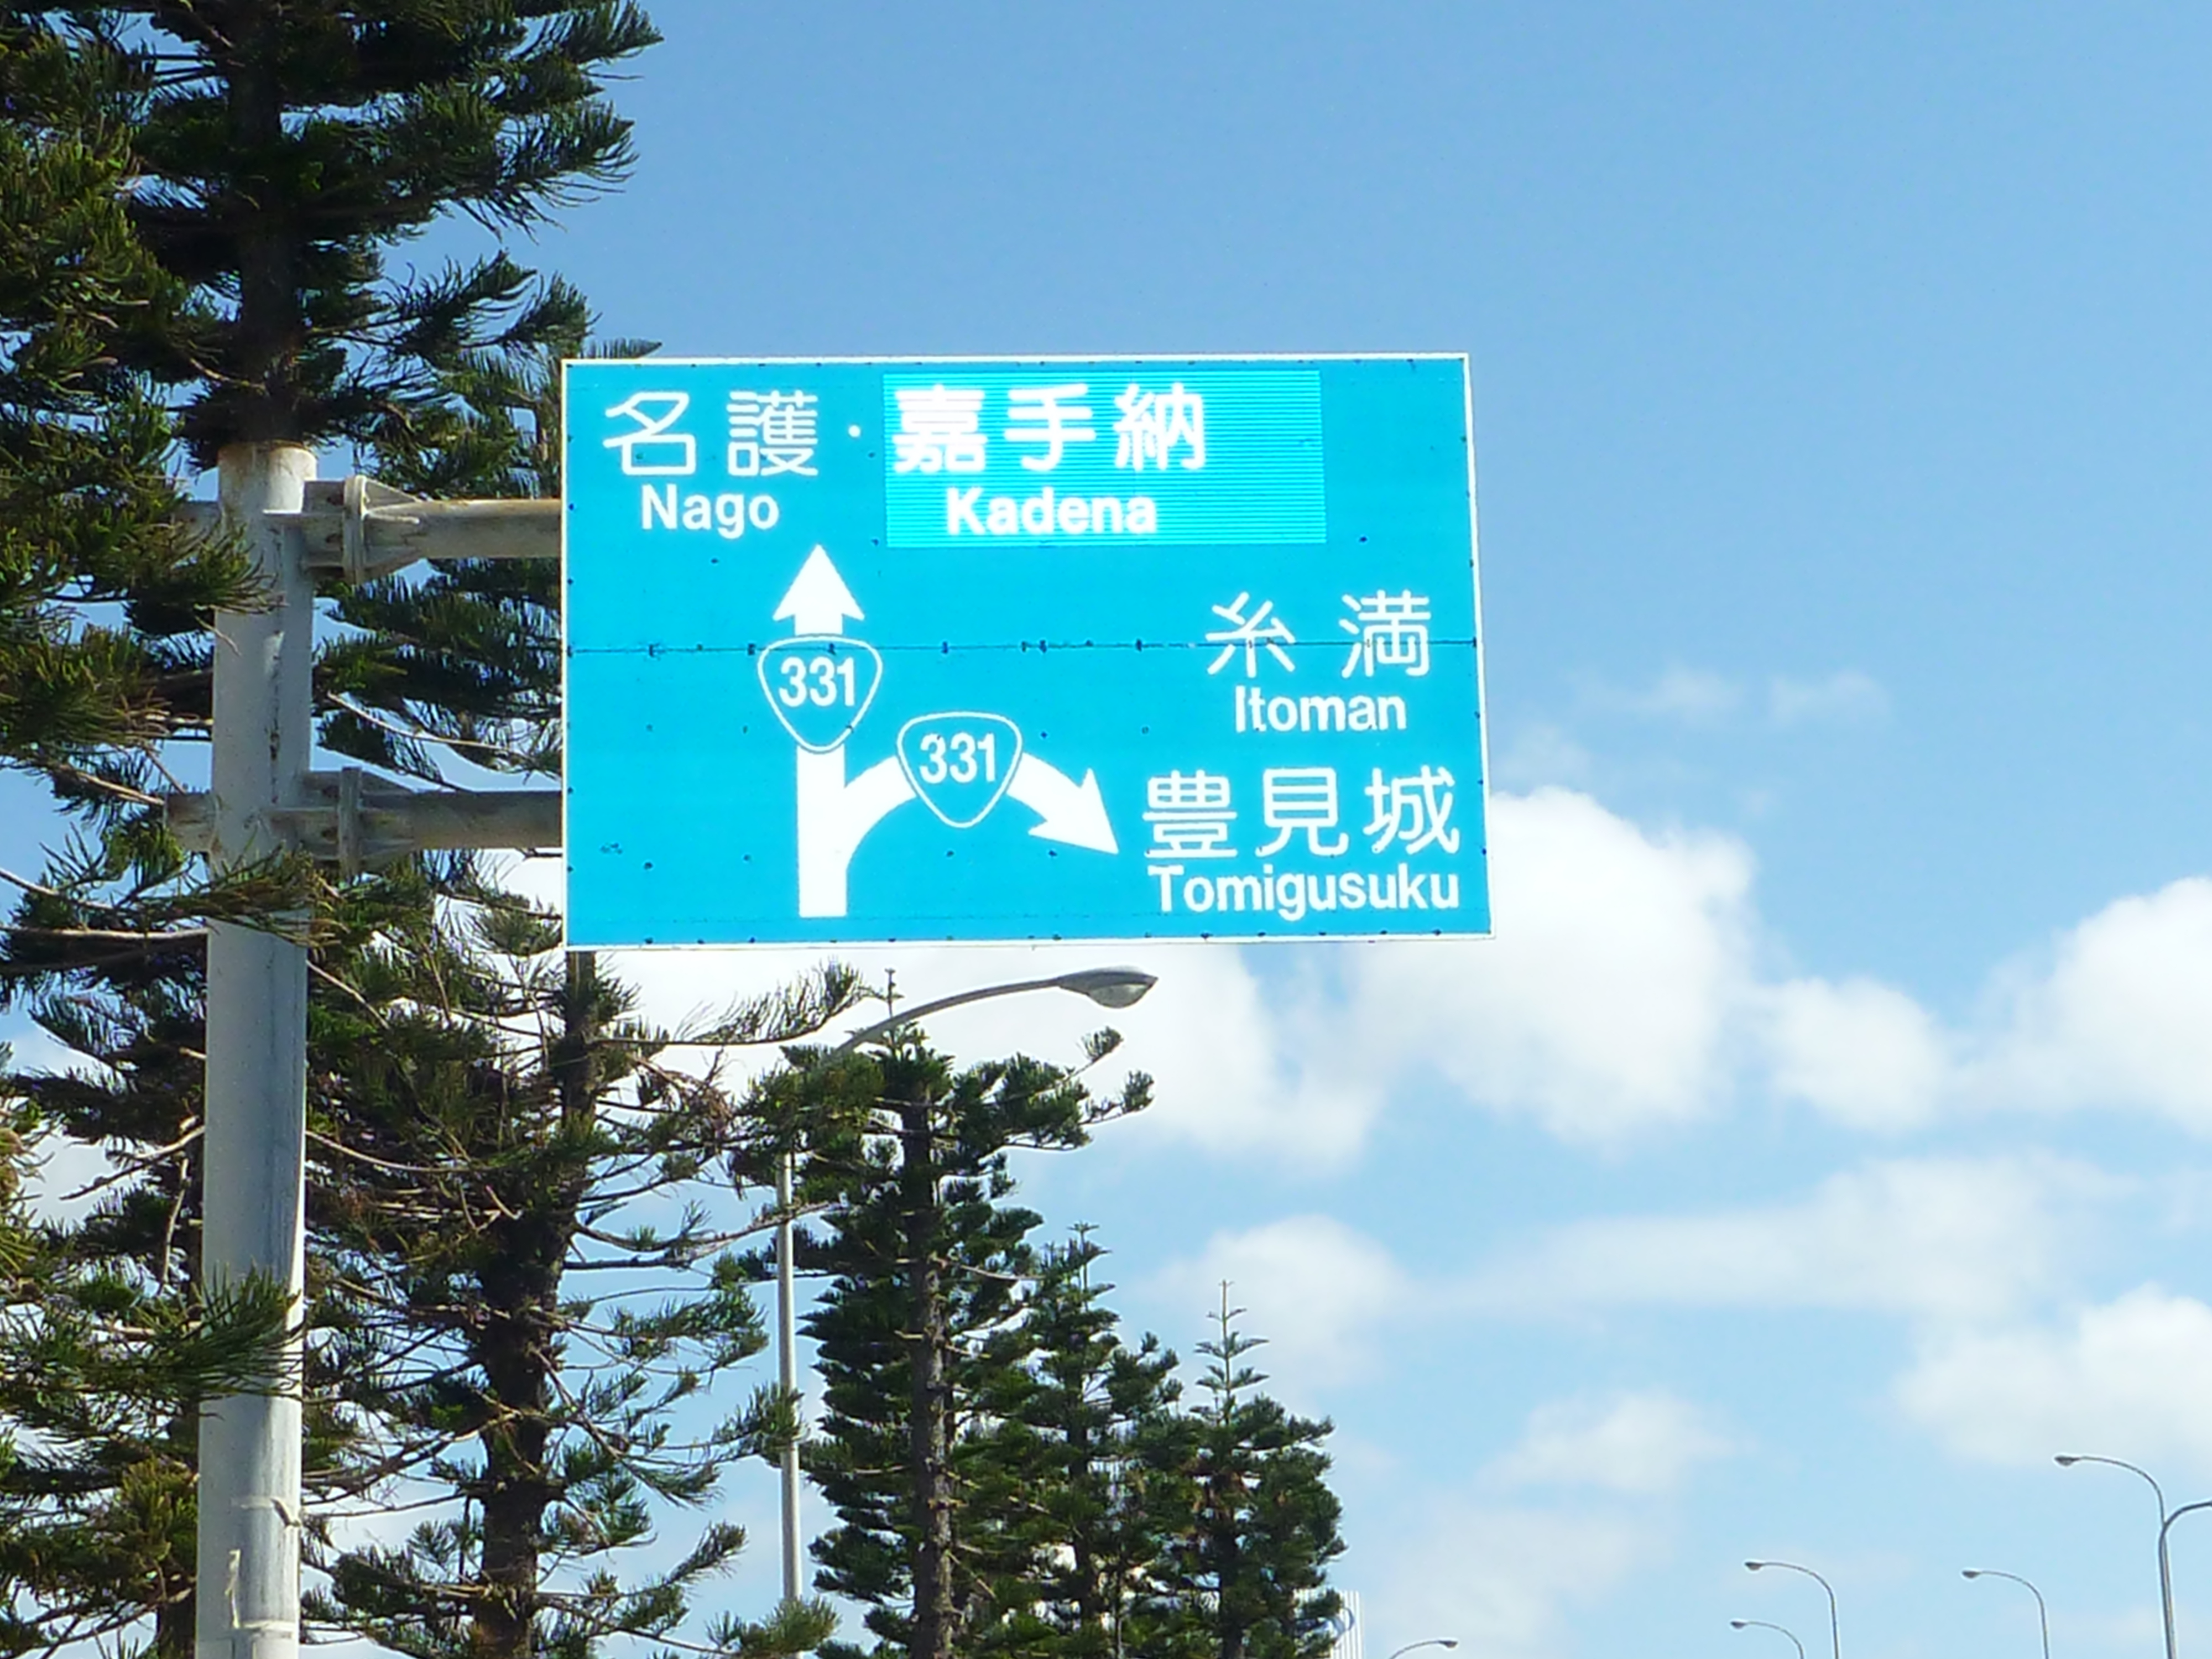 名護・嘉手納
Nago Kadena
331
331
糸満
Itoman
豊見城
Tomigusuku